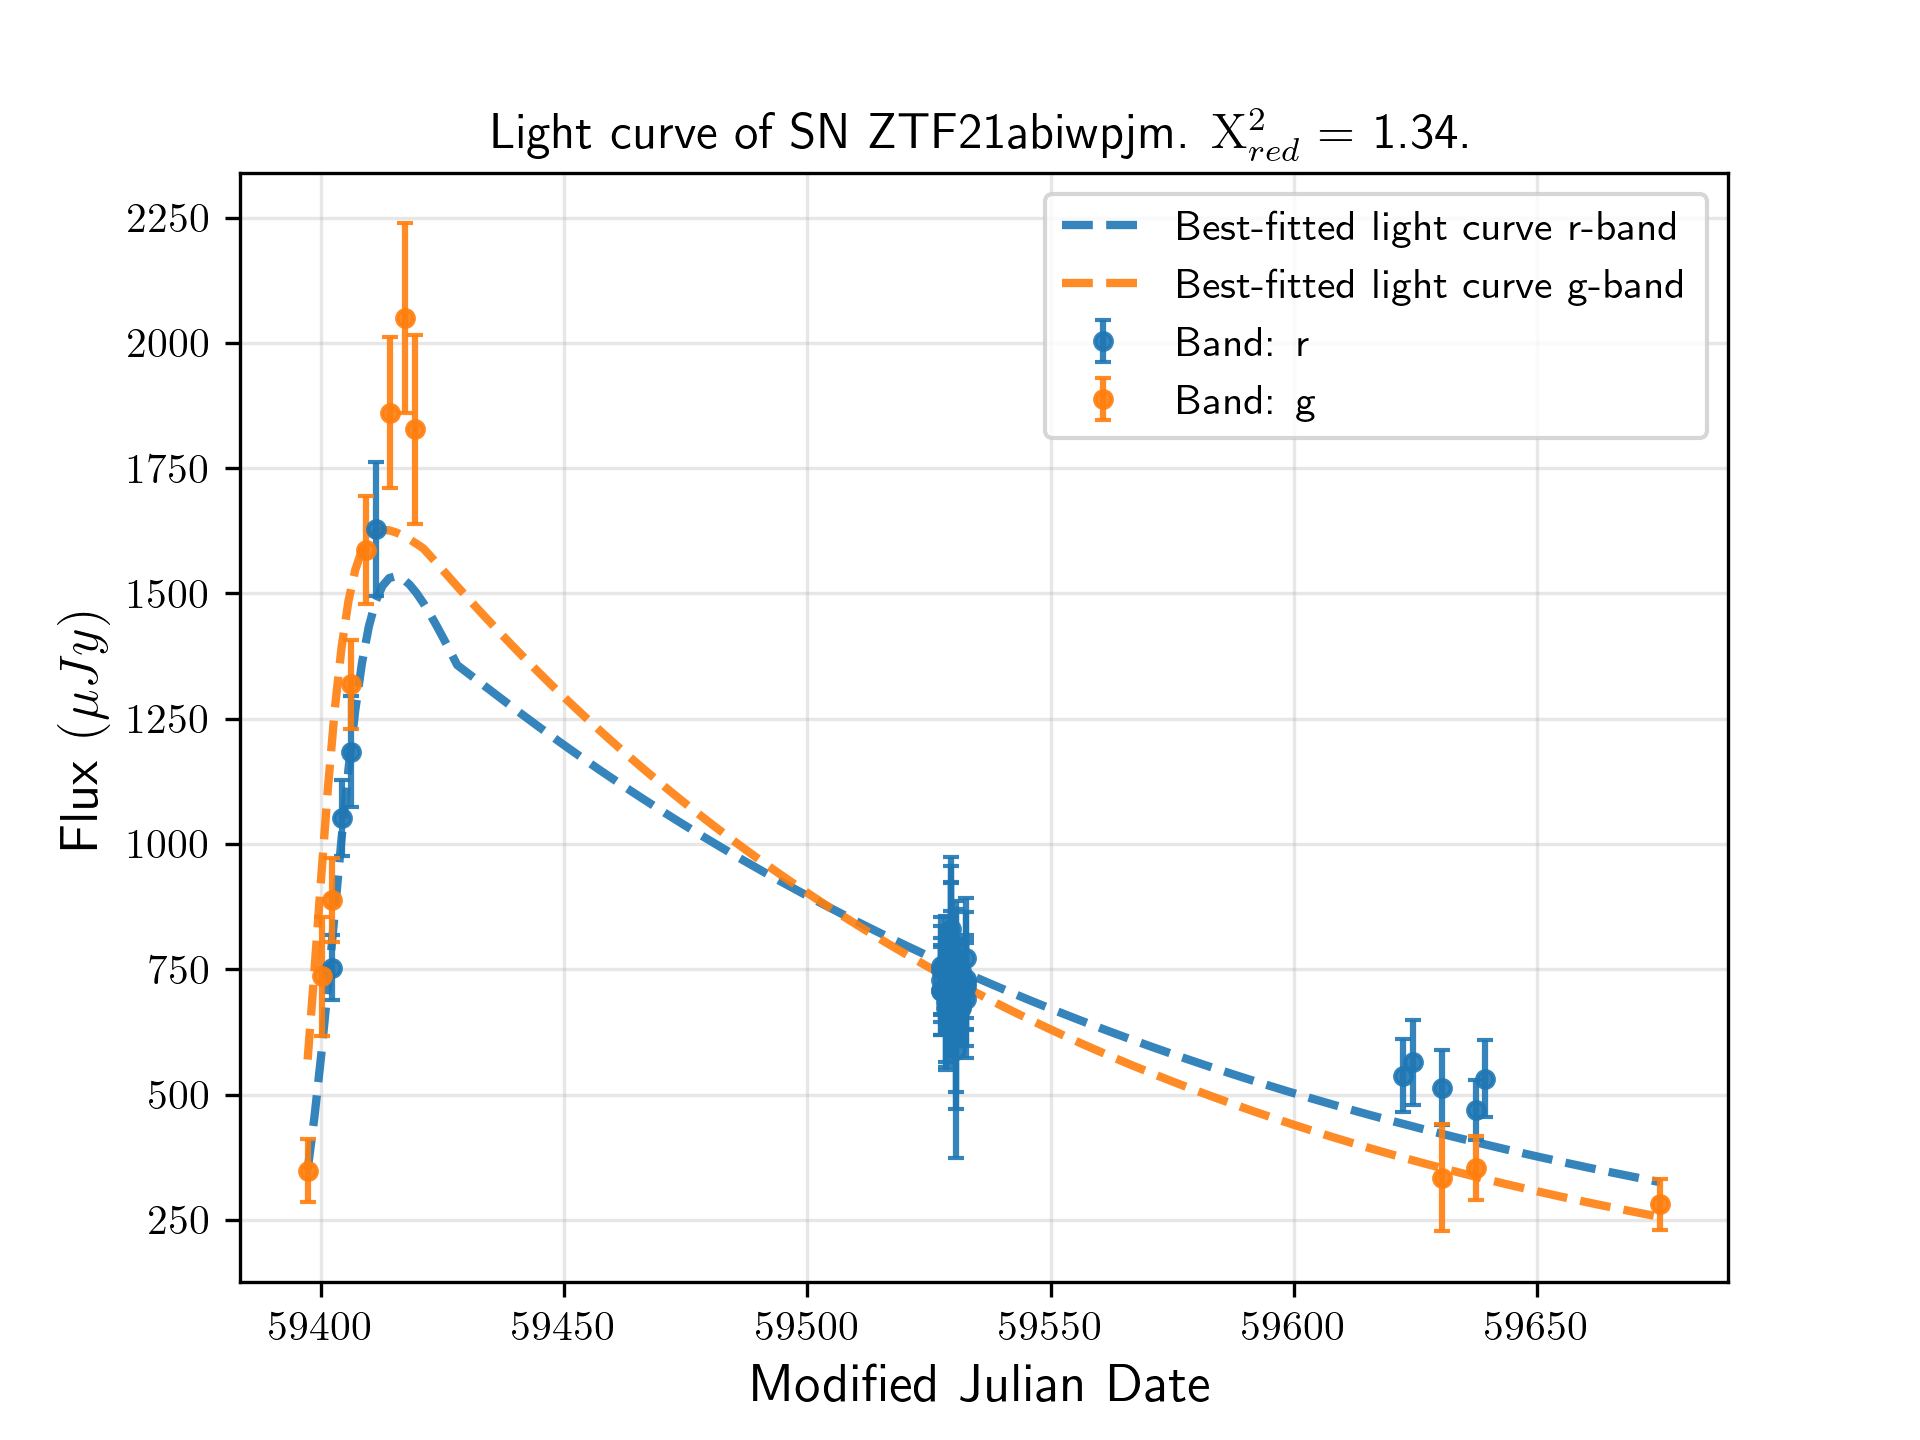 Light curve of SN ZTF21abiwpjm. X²red = 1.34.
Best-fitted light curve r-band
Best-fitted light curve g-band
Band: r
Band: g
2250
2000
1750
1500
1250
1000
750
500
250
Flux (μJy)
59400 59450 59500 59550 59600 59650
Modified Julian Date